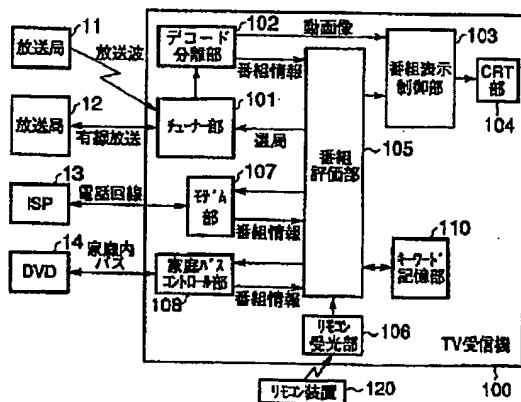 11
放送局
放送波
12
放送局
有線放送
13
ISP
電話回線
14
DVD
家庭内
バス
102
デコード
分離部
動画像
番組情報
101
チューナー部
選局
107
モデム
部
番組情報
家庭バス
コントロール部
108
番組情報
番組
評価部
105
103
番組表示
制御部
CRT
部
104
110
キーワード
記憶部
リモコン
受光部
106
TV受信機
100
リモコン装置
120